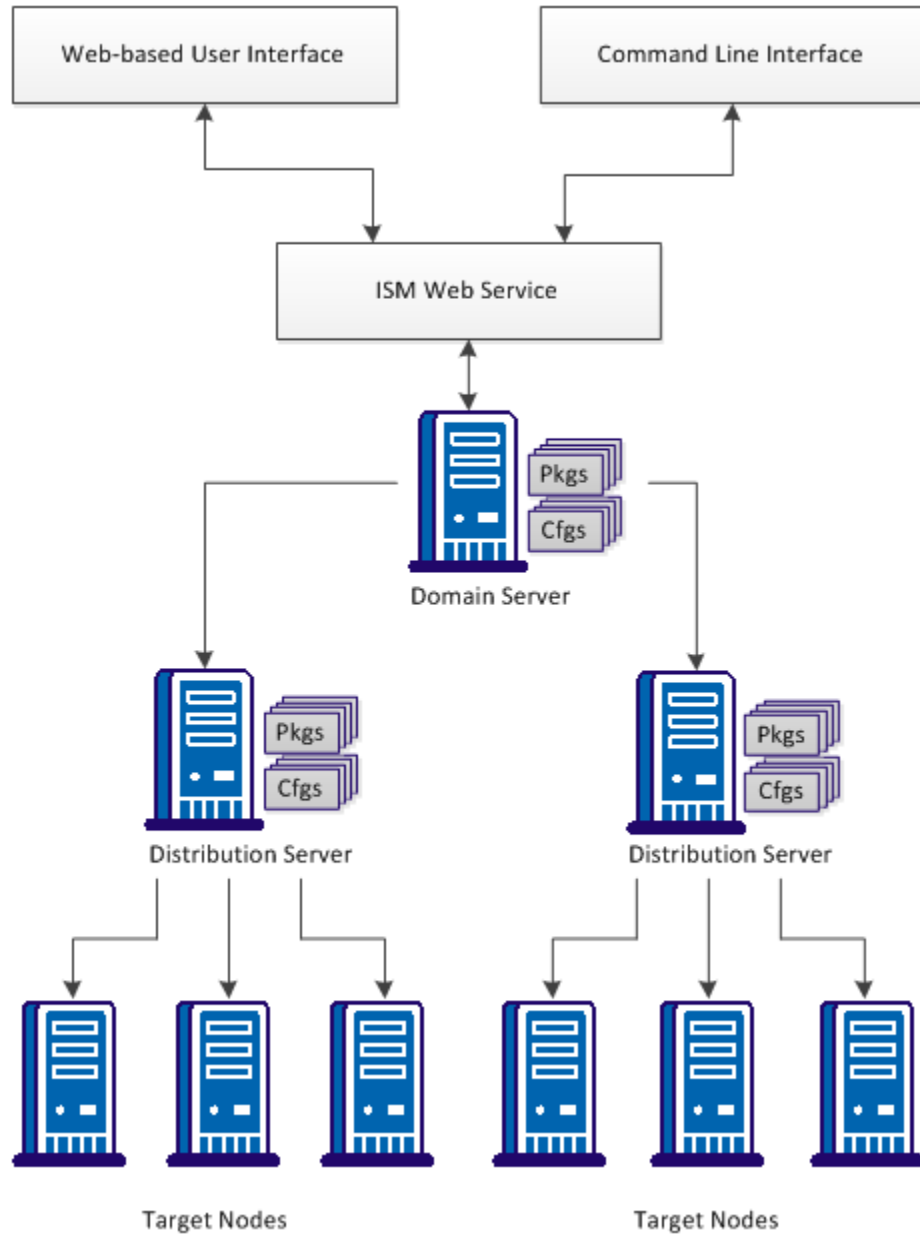 Web-based User Interface
Command Line Interface
ISM Web Service
Pkgs
Cfgs
Domain Server
Pkgs
Cfgs
Distribution Server
Pkgs
Cfgs
Distribution Server
Target Nodes
Target Nodes